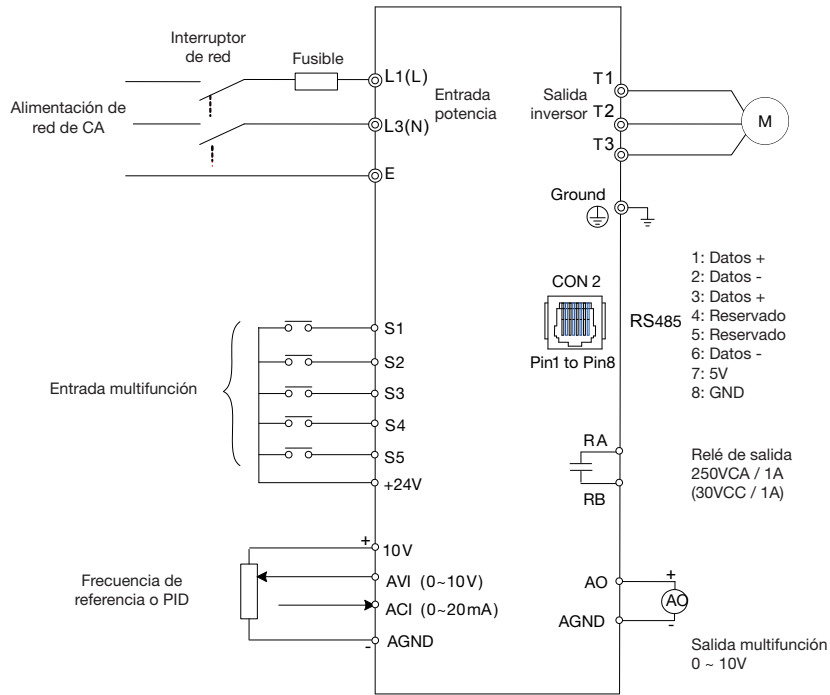 Interruptor
de red
Fusible
L1(L)
Alimentación de
red de CA
L3(N)
E
Entrada
potencia
Salida
inversor
T1
T2
T3
M
Ground
CON 2
Pin1 to Pin8
RS485
1: Datos +
2: Datos -
3: Datos +
4: Reservado
5: Reservado
6: Datos -
7: 5V
8: GND
Entrada multifunción
S1
S2
S3
S4
S5
+24V
RA
RB
Relé de salida
250VCA / 1A
(30VCC / 1A)
Frecuencia de
referencia o PID
+
10V
AVI (0~10V)
ACI (0~20mA)
-
AGND
AO
AGND
+
AO
-
Salida multifunción
0 ~ 10V